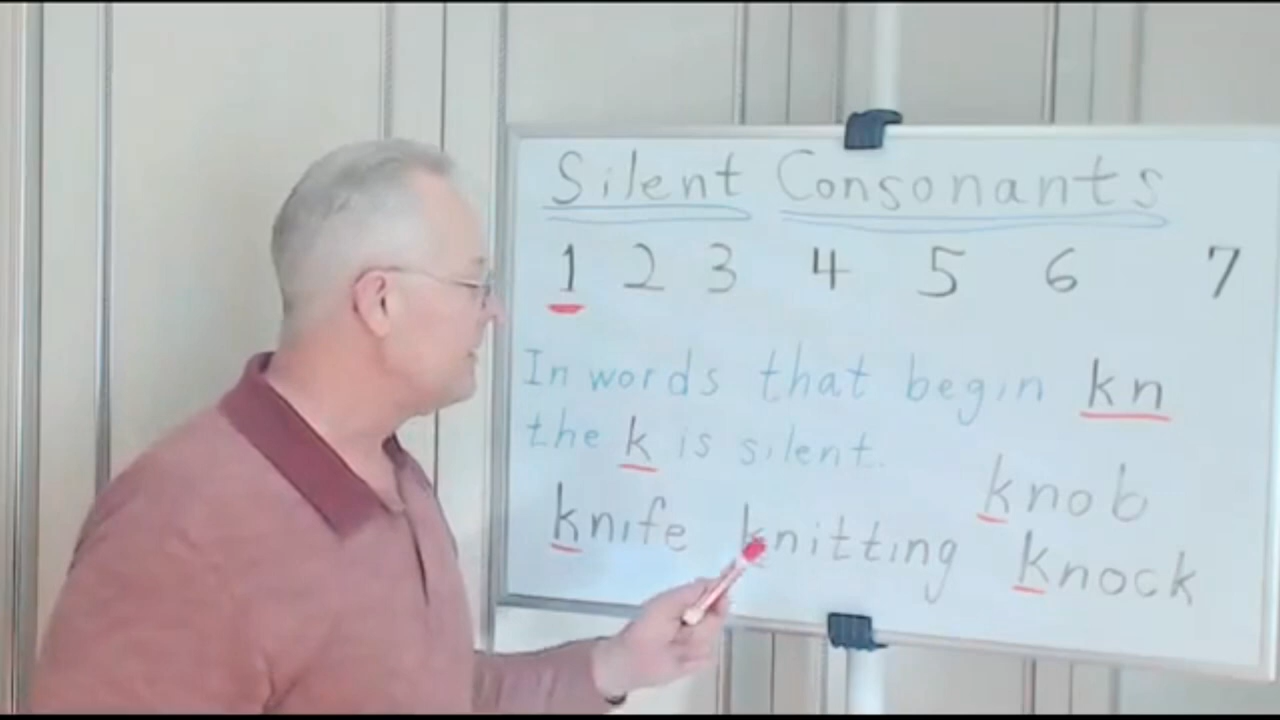 Silent Consonants
1 2 3 4 5 6 7
In words that begin kn
the k is silent.
knob
knife knitting knock